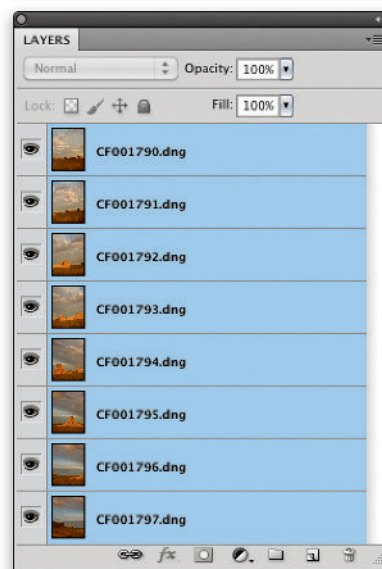 LAYERS
Normal Opacity: 100%
Lock: Fill: 100%
CF001790.dng
CF001791.dng
CF001792.dng
CF001793.dng
CF001794.dng
CF001795.dng
CF001796.dng
CF001797.dng
fx